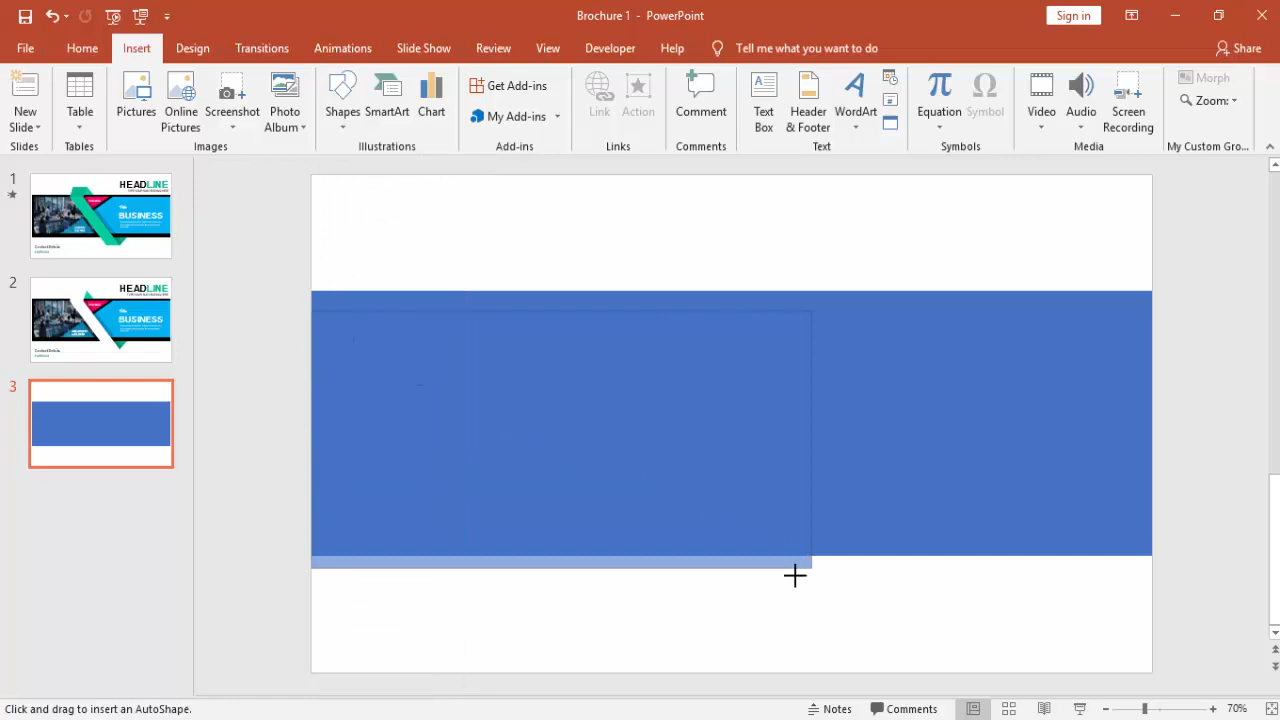 Brochure 1 - PowerPoint
Sign in
File Home Insert Design Transitions Animations Slide Show Review View Developer Help Tell me what you want to do Share
New Slide
Slides
Table
Tables
Pictures
Online Pictures
Screenshot
Photo Album
Images
Shapes
SmartArt
Chart
Illustrations
Get Add-ins
My Add-ins
Add-ins
Link
Action
Links
Comment
Comments
Text Box
Header & Footer
WordArt
Text
Equation
Symbol
Symbols
Video
Audio
Screen Recording
Media
Morph
Zoom:
My Custom Gro...
1
HEADLINE
BUSINESS
2
HEADLINE
BUSINESS
3
Click and drag to insert an AutoShape.
Notes
Comments
70%